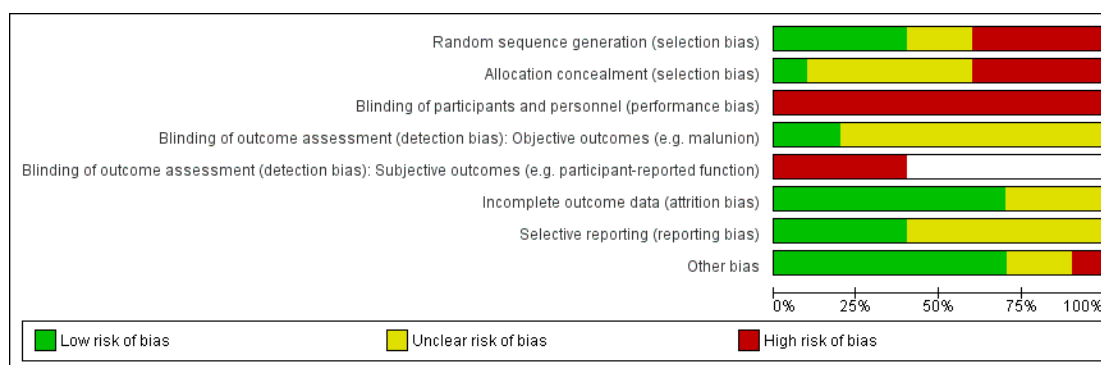 Random sequence generation (selection bias)
Allocation concealment (selection bias)
Blinding of participants and personnel (performance bias)
Blinding of outcome assessment (detection bias): Objective outcomes (e.g. malunion)
Blinding of outcome assessment (detection bias): Subjective outcomes (e.g. participant-reported function)
Incomplete outcome data (attrition bias)
Selective reporting (reporting bias)
Other bias
0% 25% 50% 75% 100%
Low risk of bias Unclear risk of bias High risk of bias